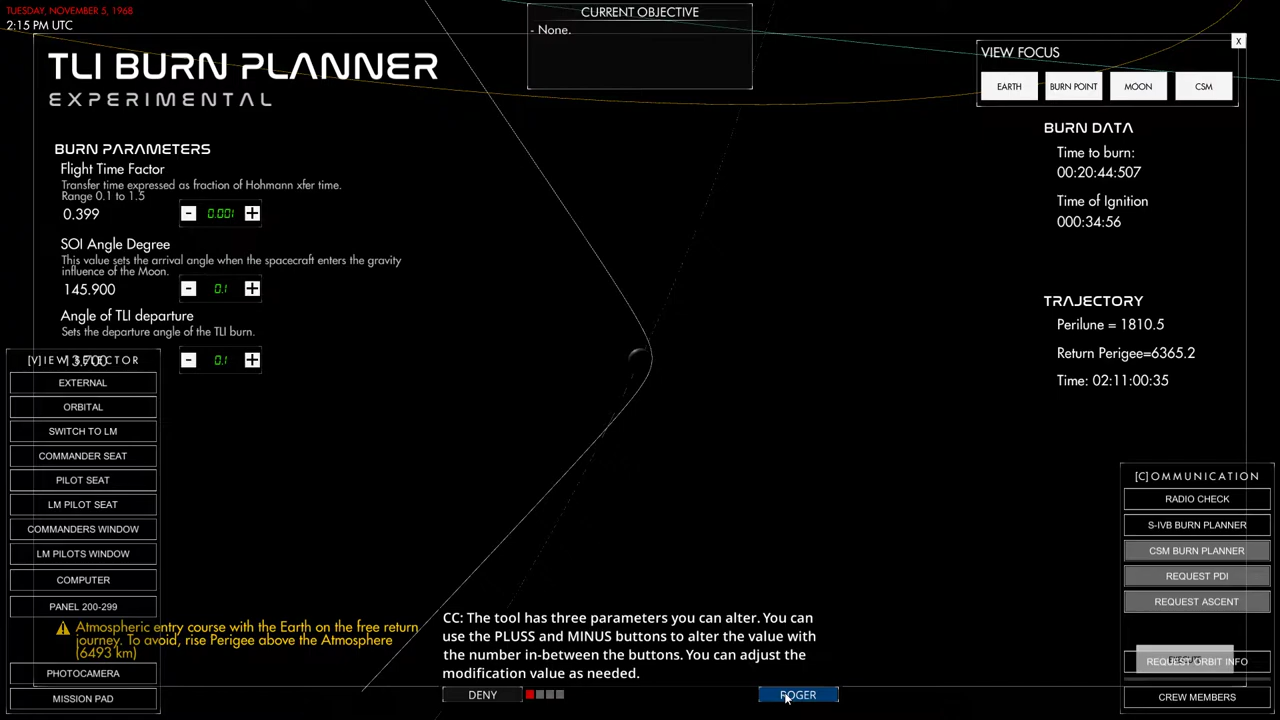 TUESDAY, NOVEMBER 5, 1968
2:15 PM UTC
CURRENT OBJECTIVE
- None.
X
TLI BURN PLANNER
EXPERIMENTAL
VIEW FOCUS
EARTH
BURN POINT
MOON
CSM
BURN PARAMETERS
Flight Time Factor
Transfer time expressed as fraction of Hohmann xfer time.
Range 0.1 to 1.5
0.399
- 0.001 +
SOI Angle Degree
This value sets the arrival angle when the spacecraft enters the gravity
influence of the Moon.
145.900
- 0.1 +
Angle of TLI departure
Sets the departure angle of the TLI burn.
- 0.1 +
BURN DATA
Time to burn:
00:20:44:507
Time of Ignition
000:34:56
TRAJECTORY
Perilune = 1810.5
Return Perigee=6365.2
Time: 02:11:00:35
[V]IEW SELECTOR
EXTERNAL
ORBITAL
SWITCH TO LM
COMMANDER SEAT
PILOT SEAT
LM PILOT SEAT
COMMANDERS WINDOW
LM PILOTS WINDOW
COMPUTER
PANEL 200-299
PHOTOCAMERA
MISSION PAD
Atmospheric entry course with the Earth on the free return
journey. To avoid, rise Perigee above the Atmosphere
(6493 km)
CC: The tool has three parameters you can alter. You can
use the PLUSS and MINUS buttons to alter the value with
the number in-between the buttons. You can adjust the
modification value as needed.
DENY
ROGER
[C]OMMUNICATION
RADIO CHECK
S-IVB BURN PLANNER
CSM BURN PLANNER
REQUEST PDI
REQUEST ASCENT
REQUEST ORBIT INFO
CREW MEMBERS